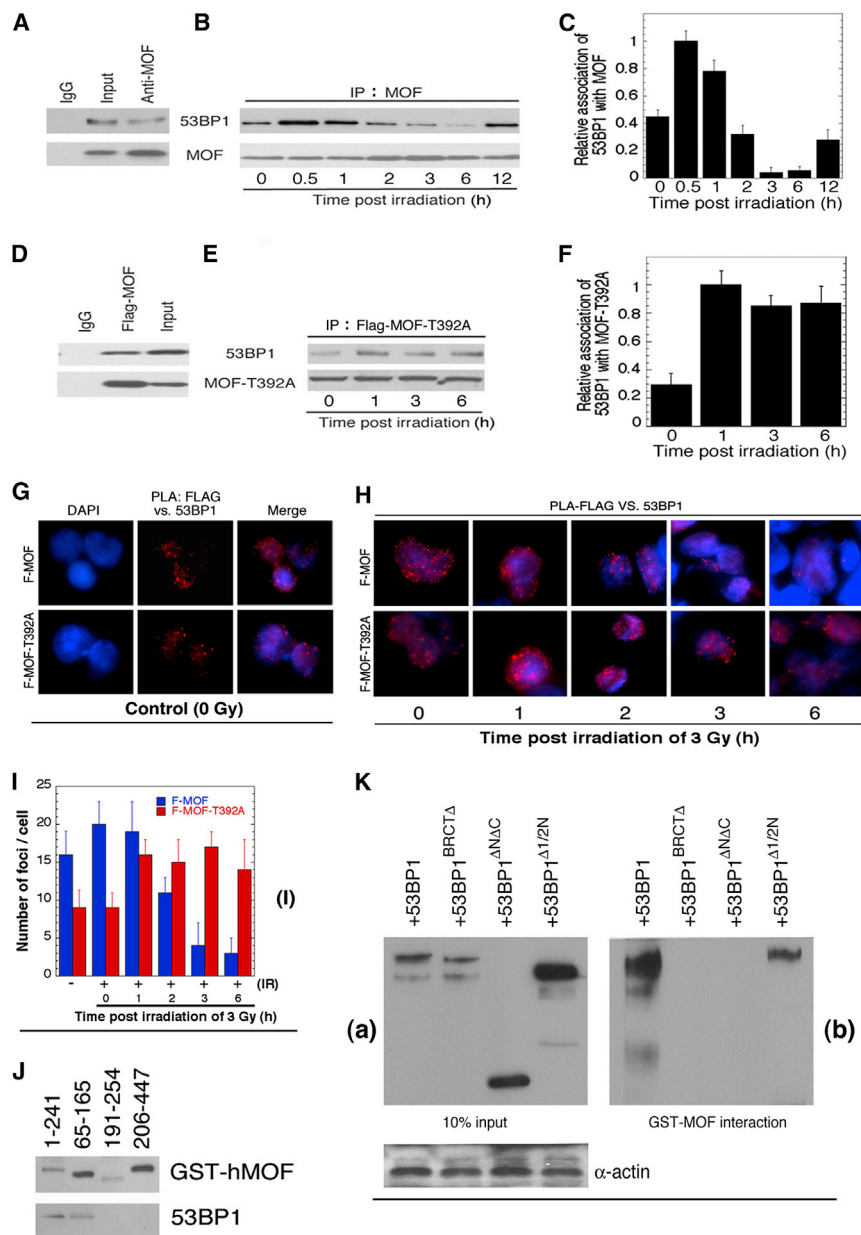 A
IgG
Input
Anti-MOF
53BP1
MOF
B
IP : MOF
0 0.5 1 2 3 6 12
Time post irradiation (h)
C
Relative association of
53BP1 with MOF
1
0.8
0.6
0.4
0.2
0
0 0.5 1 2 3 6 12
Time post irradiation (h)
D
IgG
Flag-MOF
Input
53BP1
MOF-T392A
E
IP : Flag-MOF-T392A
0 1 3 6
Time post irradiation (h)
F
Relative association of
53BP1 with MOF-T392A
1
0.8
0.6
0.4
0.2
0
0 1 3 6
Time post irradiation (h)
G
DAPI
PLA: FLAG
vs. 53BP1
Merge
F-MOF
F-MOF-T392A
Control (0 Gy)
H
PLA-FLAG VS. 53BP1
F-MOF
F-MOF-T392A
0 1 2 3 6
Time post irradiation of 3 Gy (h)
I
Number of foci / cell
25
20
15
10
5
0
F-MOF
F-MOF-T392A
(I)
- + + + + + (IR)
0 1 2 3 6
Time post irradiation of 3 Gy (h)
J
1-241
65-165
191-254
206-447
GST-hMOF
53BP1
K
+53BP1
+53BP1BRCTΔ
+53BP1ΔNΔC
+53BP1Δ1/2N
+53BP1
+53BP1BRCTΔ
+53BP1ΔNΔC
+53BP1Δ1/2N
(a)
(b)
10% input
GST-MOF interaction
α-actin